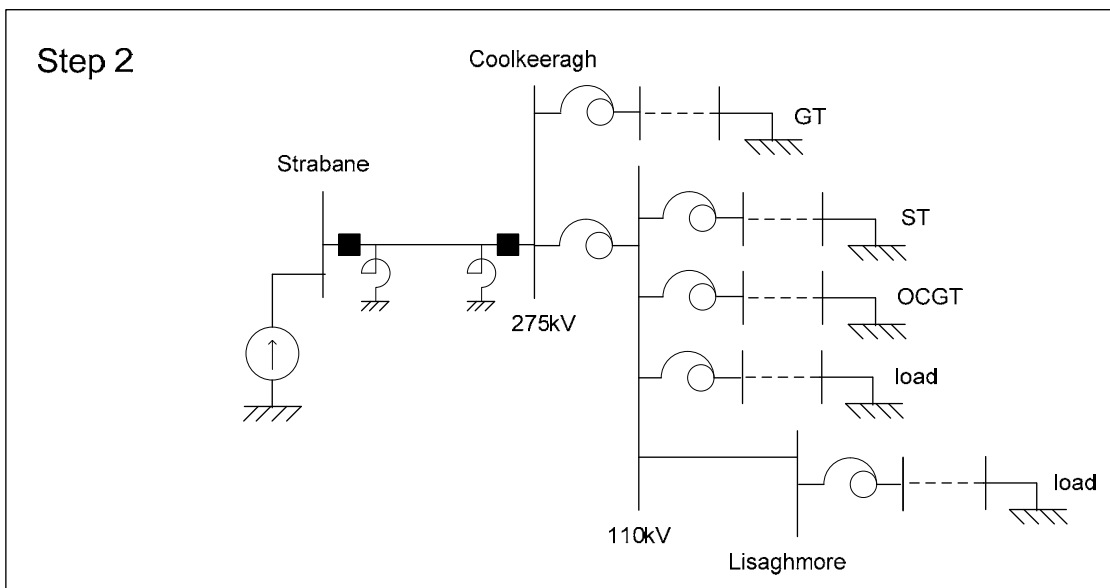 Step 2
Coolkeeragh
GT
Strabane
ST
275kV
OCGT
load
load
110kV
Lisaghmore